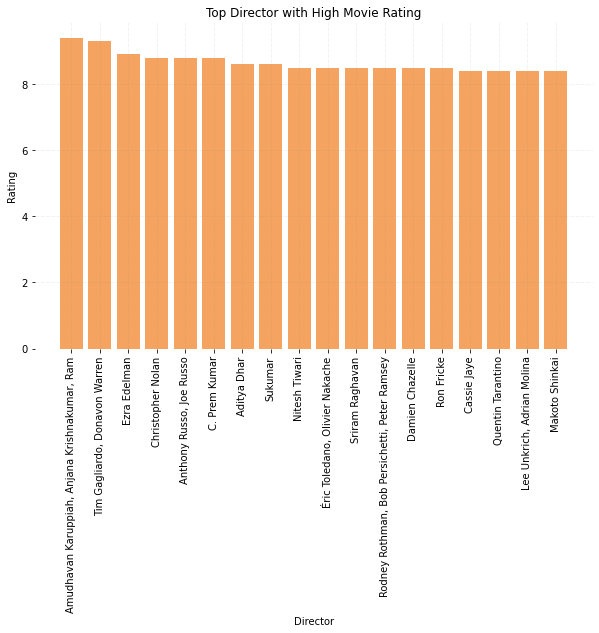 Top Director with High Movie Rating
Rating
8
6
4
2
0
Amudhavan Karuppiah, Anjana Krishnakumar, Ram
Tim Gagliardo, Donavon Warren
Ezra Edelman
Christopher Nolan
Anthony Russo, Joe Russo
C. Prem Kumar
Aditya Dhar
Sukumar
Nitesh Tiwari
Éric Toledano, Olivier Nakache
Sriram Raghavan
Rodney Rothman, Bob Persichetti, Peter Ramsey
Damien Chazelle
Ron Fricke
Cassie Jaye
Quentin Tarantino
Lee Unkrich, Adrian Molina
Makoto Shinkai
Director